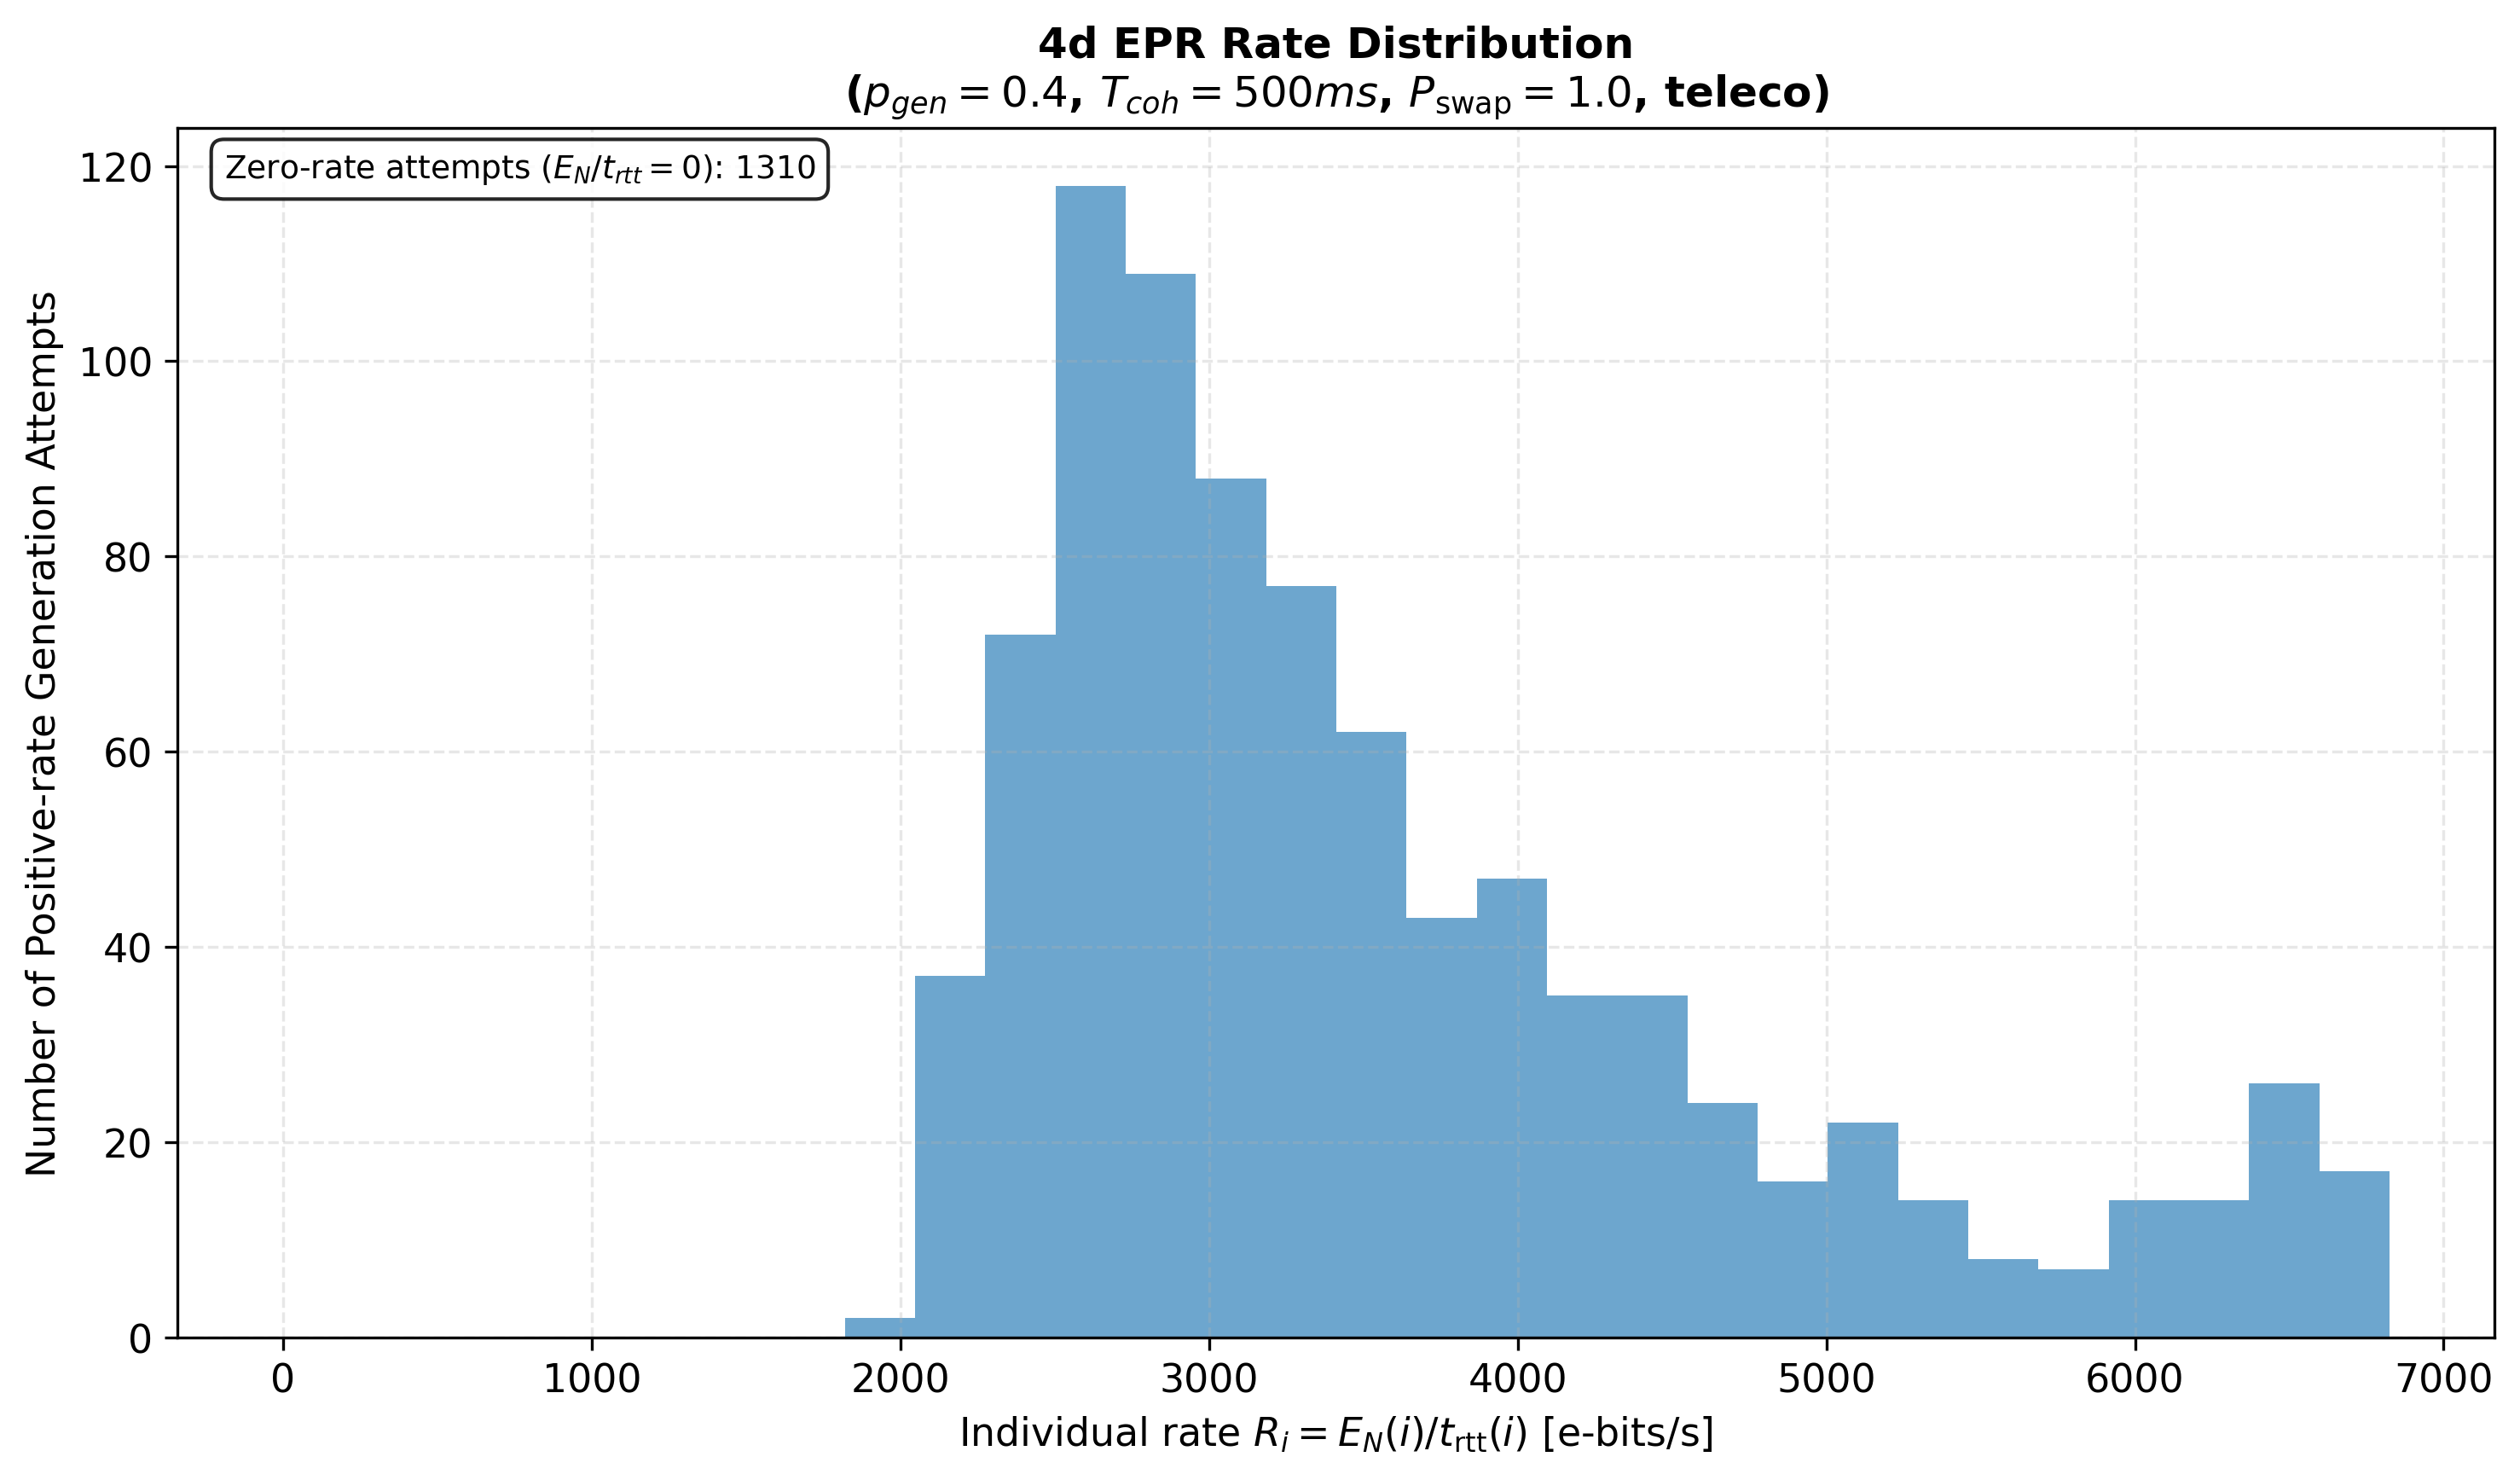 4d EPR Rate Distribution
(p_gen = 0.4, T_coh = 500ms, P_swap = 1.0, teleco)
Zero-rate attempts (E_N/t_rtt = 0): 1310
Number of Positive-rate Generation Attempts
120
100
80
60
40
20
0
0 1000 2000 3000 4000 5000 6000 7000
Individual rate R_i = E_N(i)/t_rtt(i) [e-bits/s]